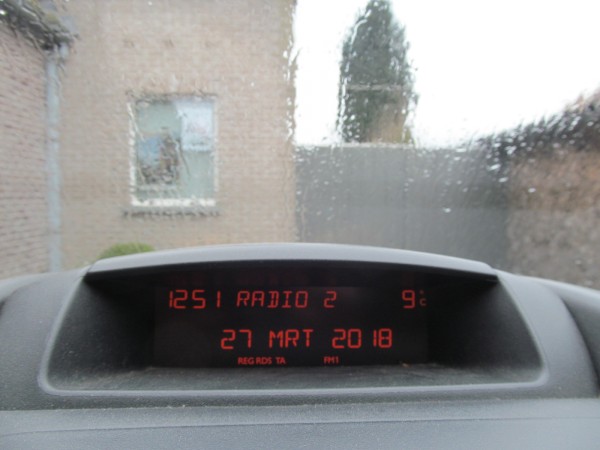 1251 RADIO 2 9°C
27 MRT 2018
REG RDS TA FM1